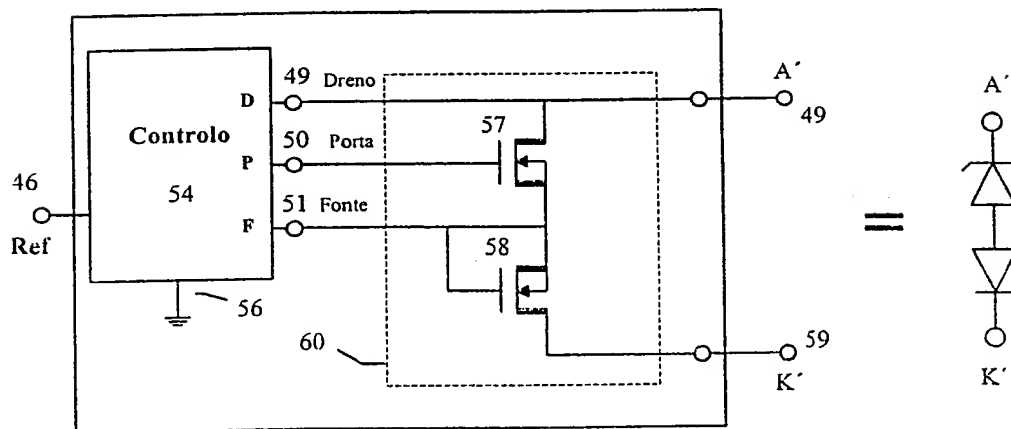 49 Dreno
D
A´
49
Controlo
57
50 Porta
P
46
54
51 Fonte
F
58
Ref
56
60
59
K´
=
A´
K´